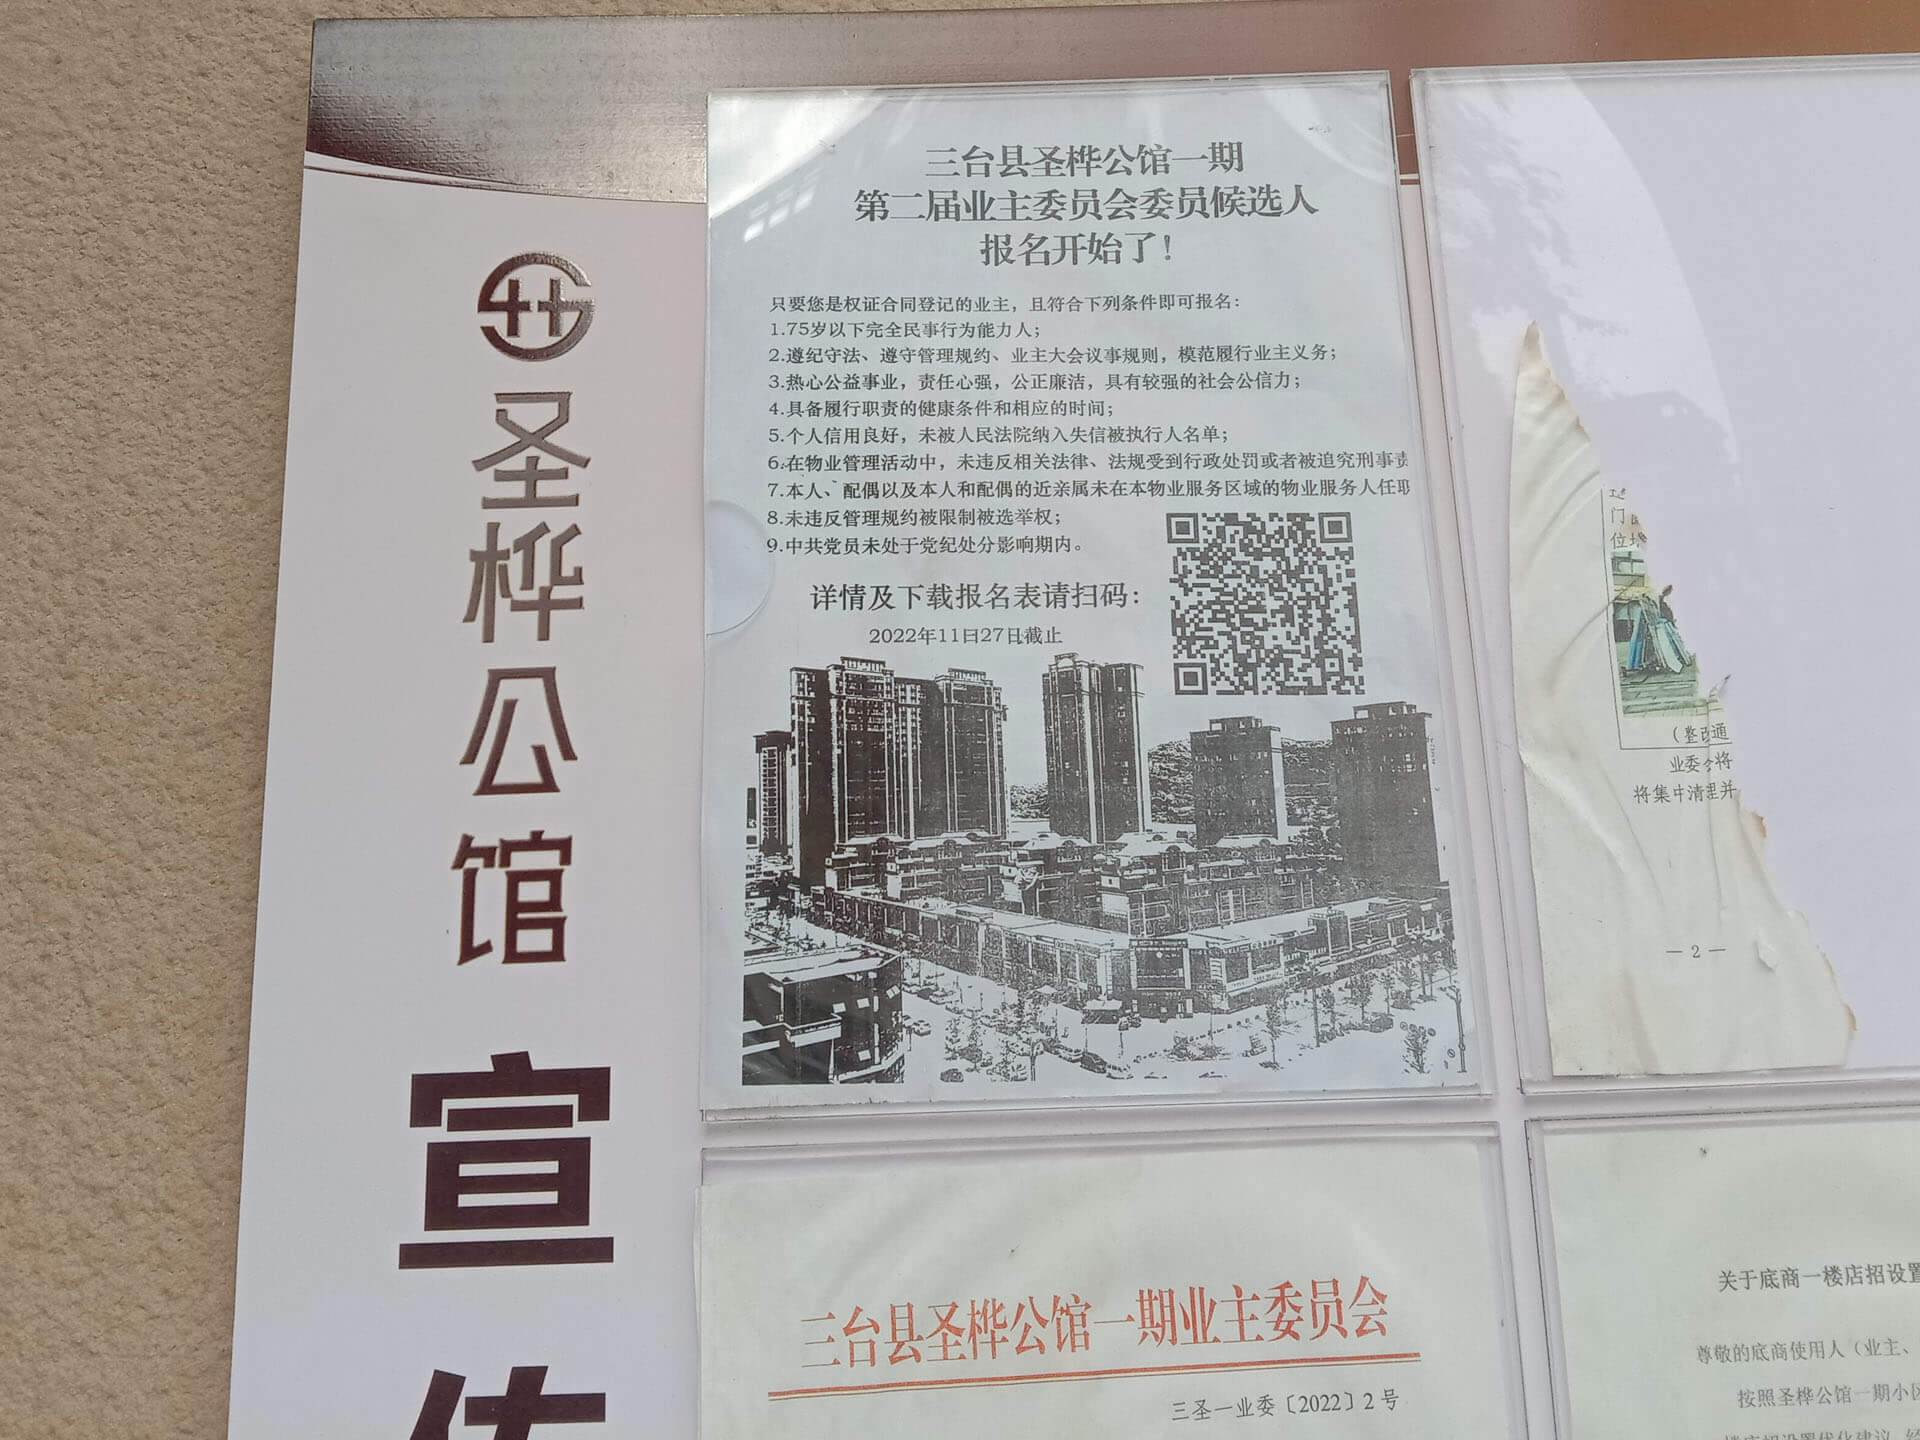 圣桦公馆
宣传
三台县圣桦公馆一期
第二届业主委员会委员候选人
报名开始了！
只要您是权证合同登记的业主，且符合下列条件即可报名：
1.75岁以下完全民事行为能力人；
2.遵纪守法、遵守管理规约、业主大会议事规则，模范履行业主义务；
3.热心公益事业，责任心强，公正廉洁，具有较强的社会公信力；
4.具备履行职责的健康条件和相应的时间；
5.个人信用良好，未被人民法院纳入失信被执行人名单；
6.在物业管理活动中，未违反相关法律、法规受到行政处罚或者被追究刑事责
7.本人、配偶以及本人和配偶的近亲属未在本物业服务区域的物业服务人任职
8.未违反管理规约被限制被选举权；
9.中共党员未处于党纪处分影响期内。
详情及下载报名表请扫码：
2022年11日27日截止
门
位
（整改通
业委会将
将集中清理并
— 2 —
三台县圣桦公馆一期业主委员会
三圣一业委〔2022〕2号
关于底商一楼店招设置
尊敬的底商使用人（业主、
按照圣桦公馆一期小区